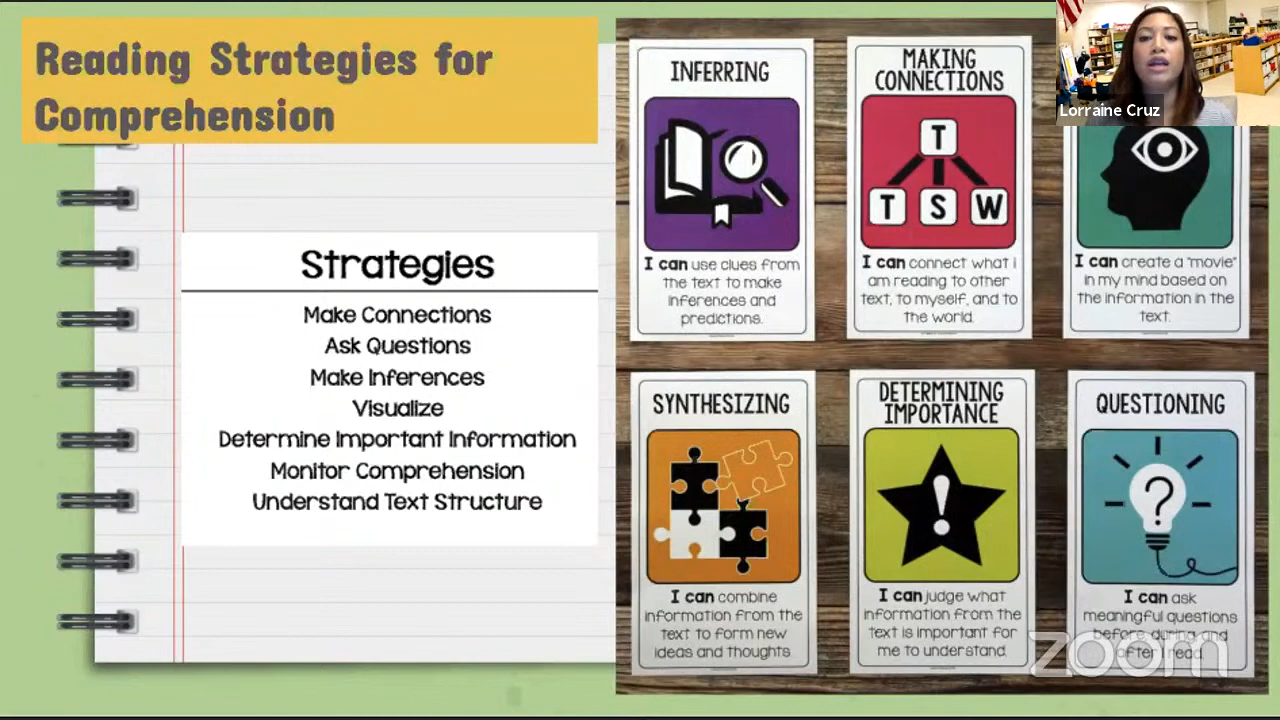 Reading Strategies for
Comprehension
Strategies
Make Connections
Ask Questions
Make Inferences
Visualize
Determine Important Information
Monitor Comprehension
Understand Text Structure
INFERRING
I can use clues from
the text to make
inferences and
predictions.
MAKING
CONNECTIONS
T
T S W
I can connect what I
am reading to other
text, to myself, and to
the world.
Lorraine Cruz
I can create a "movie"
in my mind based on
the information in the
text.
SYNTHESIZING
I can combine
information from the
text to form new
ideas and thoughts.
DETERMINING
IMPORTANCE
!
I can judge what
information from the
text is important for
me to understand.
QUESTIONING
?
I can ask
meaningful questions
before, during and
after I read.
zoom